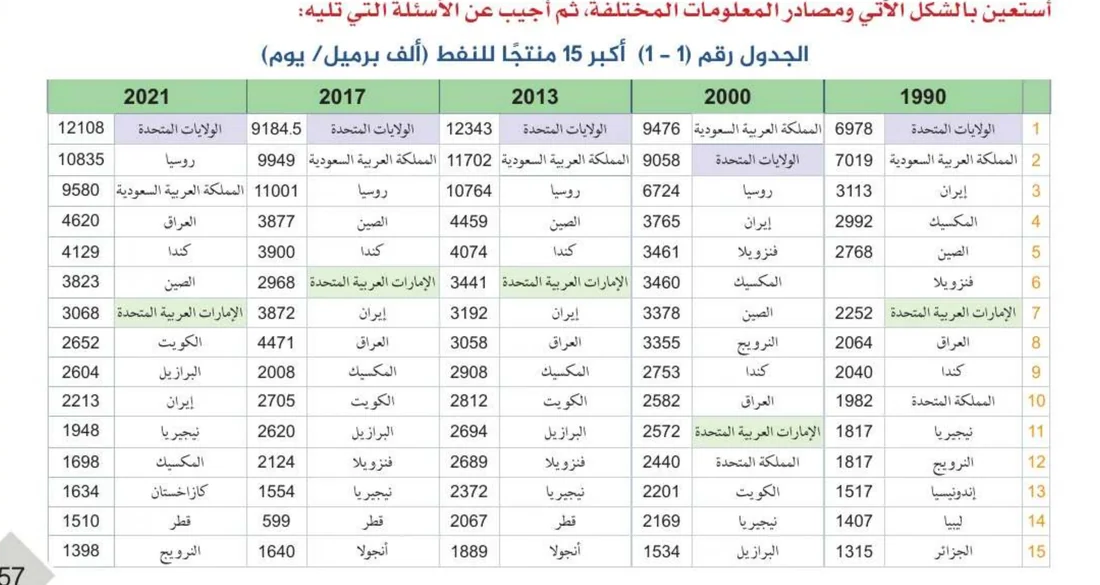 أستعين بالشكل الآتي ومصادر المعلومات المختلفة، ثم أجيب عن الأسئلة التي تليه:
الجدول رقم (1 - 1) أكبر 15 منتجًا للنفط (ألف برميل/ يوم)
1990 2000 2013 2017 2021
1 الولايات المتحدة 6978 المملكة العربية السعودية 9476 الولايات المتحدة 12343 الولايات المتحدة 9184.5 الولايات المتحدة 12108
2 المملكة العربية السعودية 7019 الولايات المتحدة 9058 المملكة العربية السعودية 11702 المملكة العربية السعودية 9949 روسيا 10835
3 إيران 3113 روسيا 6724 روسيا 10764 روسيا 11001 المملكة العربية السعودية 9580
4 المكسيك 2992 إيران 3765 الصين 4459 الصين 3877 العراق 4620
5 الصين 2768 فنزويلا 3461 كندا 4074 كندا 3900 كندا 4129
6 فنزويلا المكسيك 3460 الإمارات العربية المتحدة 3441 الإمارات العربية المتحدة 2968 الصين 3823
7 الإمارات العربية المتحدة 2252 الصين 3378 إيران 3192 إيران 3872 الإمارات العربية المتحدة 3068
8 العراق 2064 النرويج 3355 العراق 3058 العراق 4471 الكويت 2652
9 كندا 2040 كندا 2753 المكسيك 2908 المكسيك 2008 البرازيل 2604
10 المملكة المتحدة 1982 العراق 2582 الكويت 2812 الكويت 2705 إيران 2213
11 نيجيريا 1817 الإمارات العربية المتحدة 2572 البرازيل 2694 البرازيل 2620 نيجيريا 1948
12 النرويج 1817 المملكة المتحدة 2440 فنزويلا 2689 فنزويلا 2124 المكسيك 1698
13 إندونيسيا 1517 الكويت 2201 نيجيريا 2372 نيجيريا 1554 كازاخستان 1634
14 ليبيا 1407 نيجيريا 2169 قطر 2067 قطر 599 قطر 1510
15 الجزائر 1315 البرازيل 1534 أنجولا 1889 أنجولا 1640 النرويج 1398
57